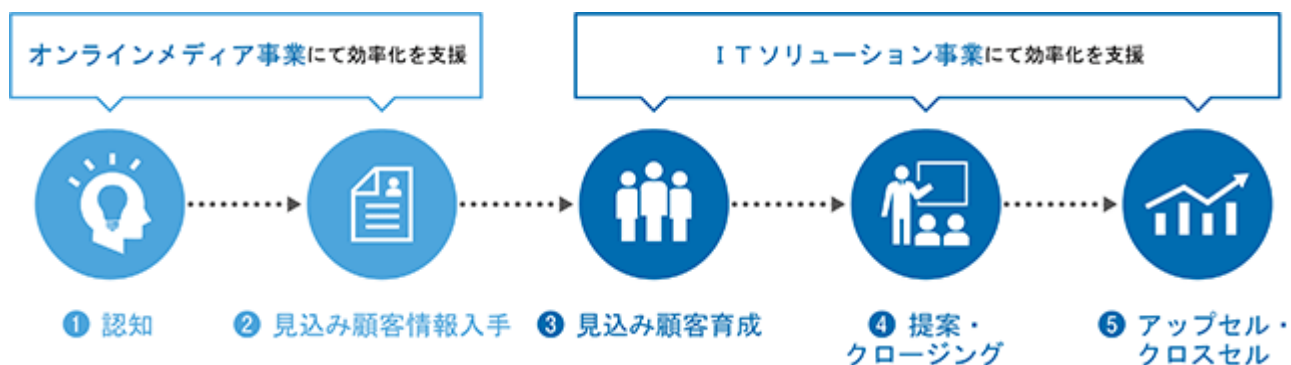 オンラインメディア事業にて効率化を支援
ITソリューション事業にて効率化を支援
❶ 認知
❷ 見込み顧客情報入手
❸ 見込み顧客育成
❹ 提案・
クロージング
❺ アップセル・
クロスセル